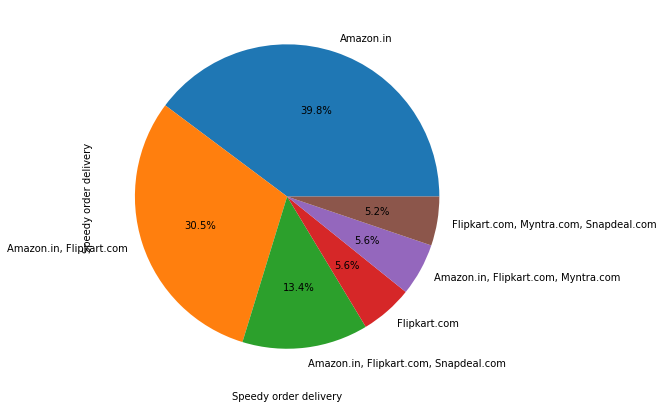 Amazon.in
39.8%
Speedy order delivery
30.5%
Amazon.in, Flipkart.com
13.4%
Amazon.in, Flipkart.com, Snapdeal.com
5.6%
Flipkart.com
5.6%
Amazon.in, Flipkart.com, Myntra.com
5.2%
Flipkart.com, Myntra.com, Snapdeal.com
Speedy order delivery